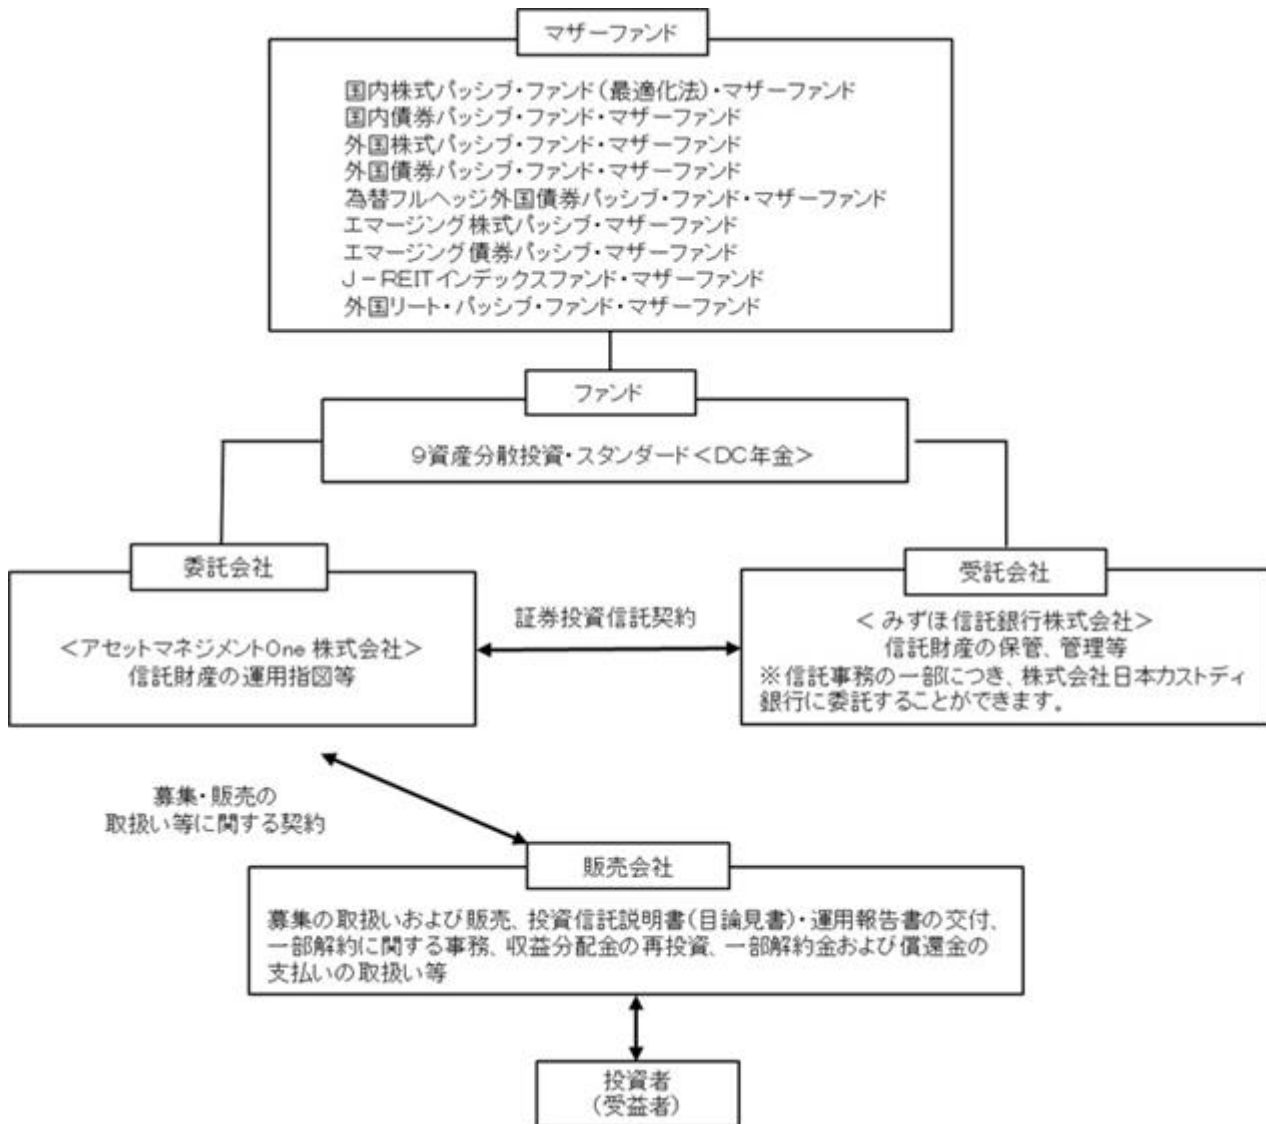 マザーファンド
国内株式パッシブ・ファンド(最適化法)・マザーファンド
国内債券パッシブ・ファンド・マザーファンド
外国株式パッシブ・ファンド・マザーファンド
外国債券パッシブ・ファンド・マザーファンド
為替フルヘッジ外国債券パッシブ・ファンド・マザーファンド
エマージング株式パッシブ・マザーファンド
エマージング債券パッシブ・マザーファンド
J-REITインデックスファンド・マザーファンド
外国リート・パッシブ・ファンド・マザーファンド
ファンド
9資産分散投資・スタンダード<DC年金>
委託会社
<アセットマネジメントOne株式会社>
信託財産の運用指図等
証券投資信託契約
受託会社
<みずほ信託銀行株式会社>
信託財産の保管、管理等
※信託事務の一部につき、株式会社日本カストディ
銀行に委託することができます。
募集・販売の
取扱い等に関する契約
販売会社
募集の取扱いおよび販売、投資信託説明書(目論見書)・運用報告書の交付、
一部解約に関する事務、収益分配金の再投資、一部解約金および償還金の
支払いの取扱い等
投資者
(受益者)